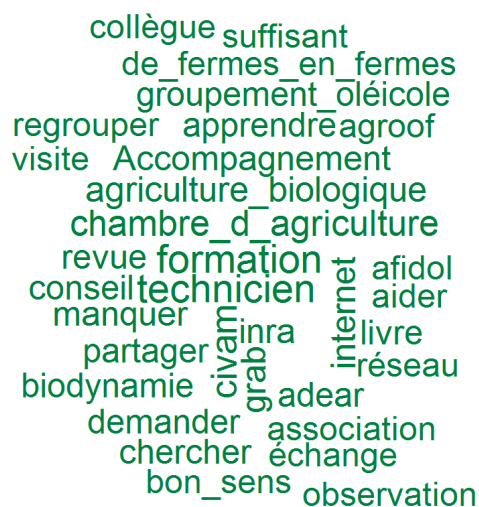 collègue suffisant
de_fermes_en_fermes
groupement_oléicole
regrouper apprendre agroof
visite Accompagnement
agriculture_biologique
chambre_d_agriculture
revue formation afidol
conseil technicien internet aider
manquer civam inra livre
partager grab réseau
biodynamie adear
demander association
chercher échange
bon_sens observation